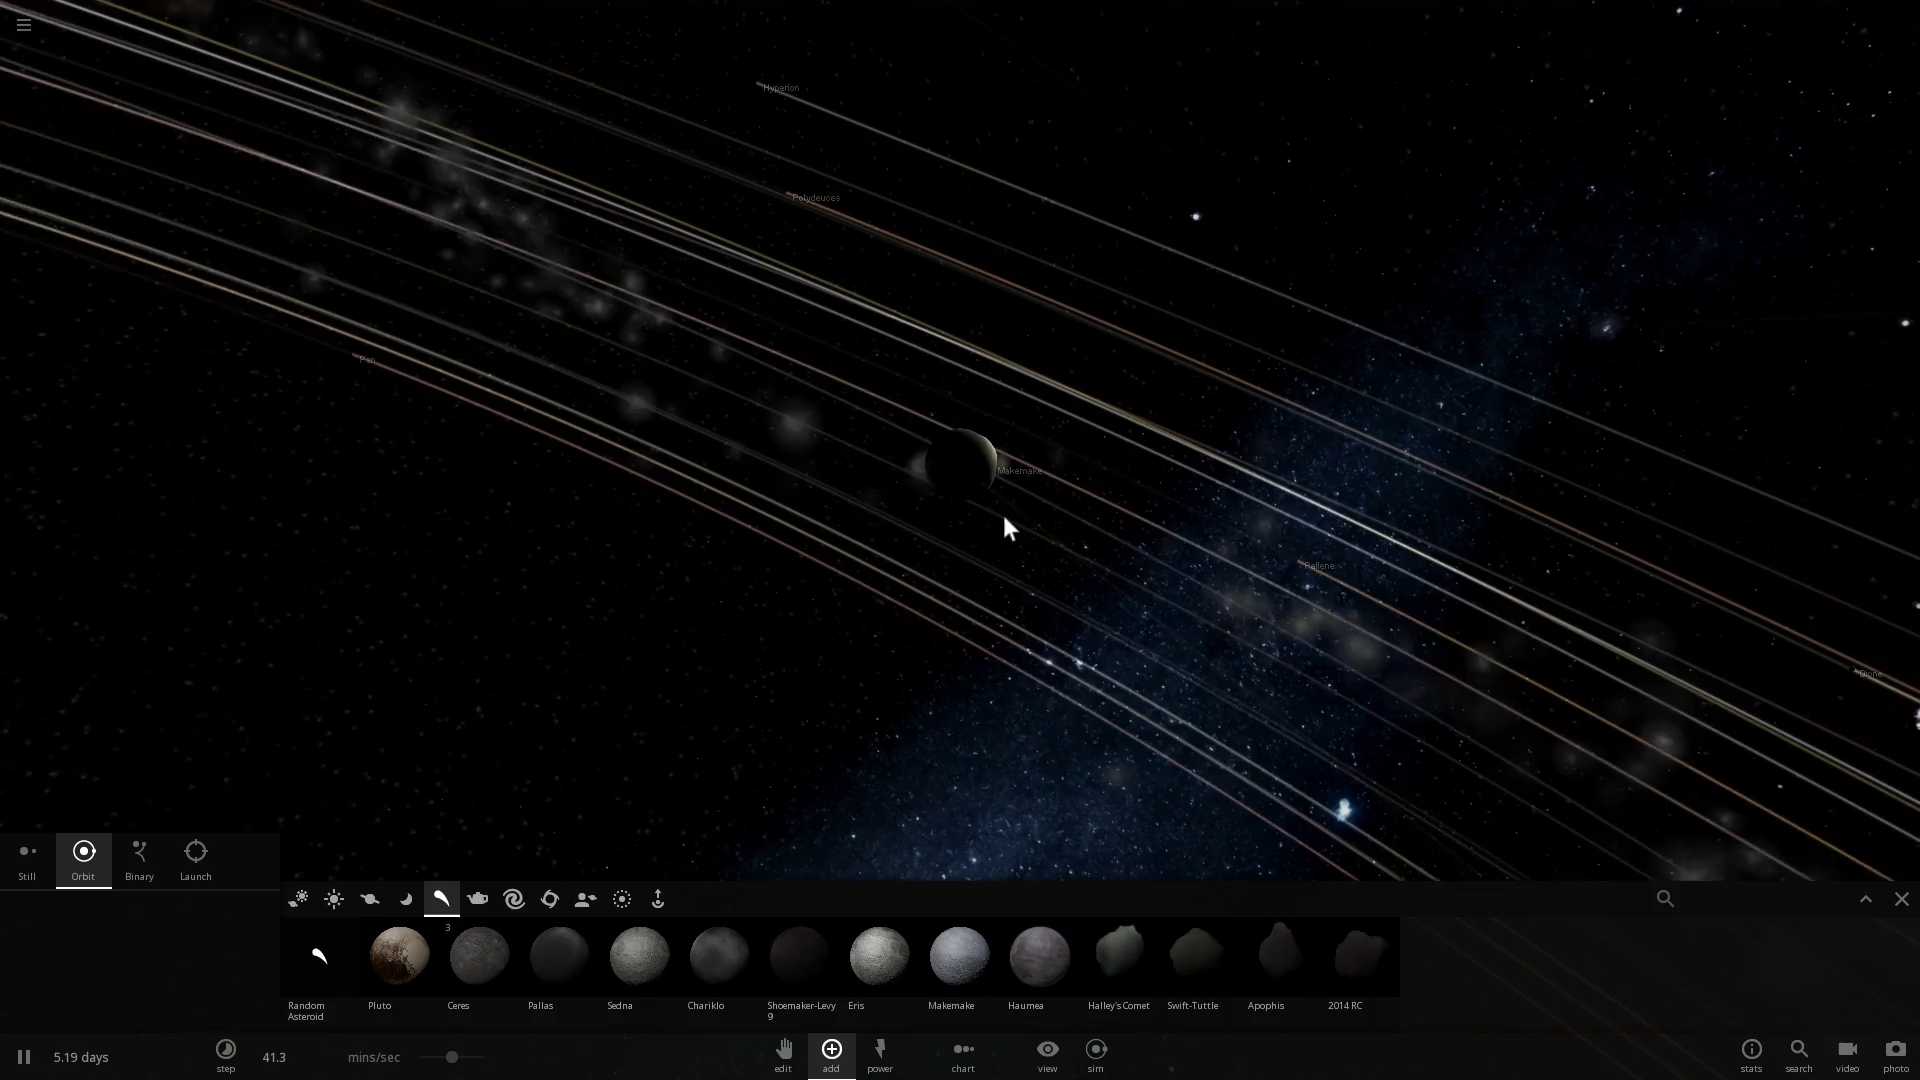 Hyperion
Polydeuces
Pan
Makemake
Pallene
Dione
Still
Orbit
Binary
Launch
3
Random
Asteroid
Pluto
Ceres
Pallas
Sedna
Chariklo
Shoemaker-Levy
9
Eris
Makemake
Haumea
Halley's Comet
Swift-Tuttle
Apophis
2014 RC
5.19 days
step
41.3
mins/sec
edit
add
power
chart
view
sim
stats
search
video
photo